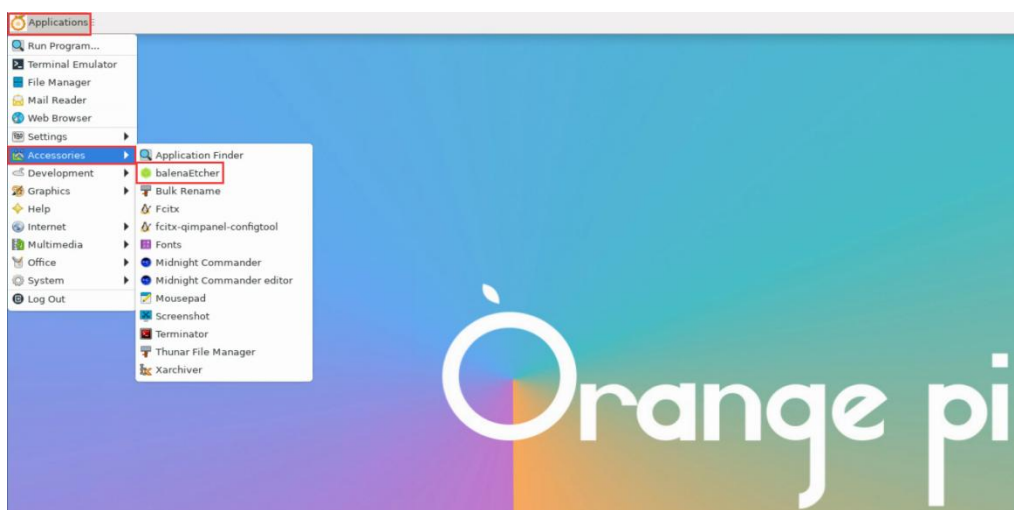 Applications
Run Program...
Terminal Emulator
File Manager
Mail Reader
Web Browser
Settings
Accessories
Development
Graphics
Help
Internet
Multimedia
Office
System
Log Out
Application Finder
balenaEtcher
Bulk Rename
Fcitx
fcitx-qimpanel-configtool
Fonts
Midnight Commander
Midnight Commander editor
Mousepad
Screenshot
Terminator
Thunar File Manager
Xarchiver
Orange pi